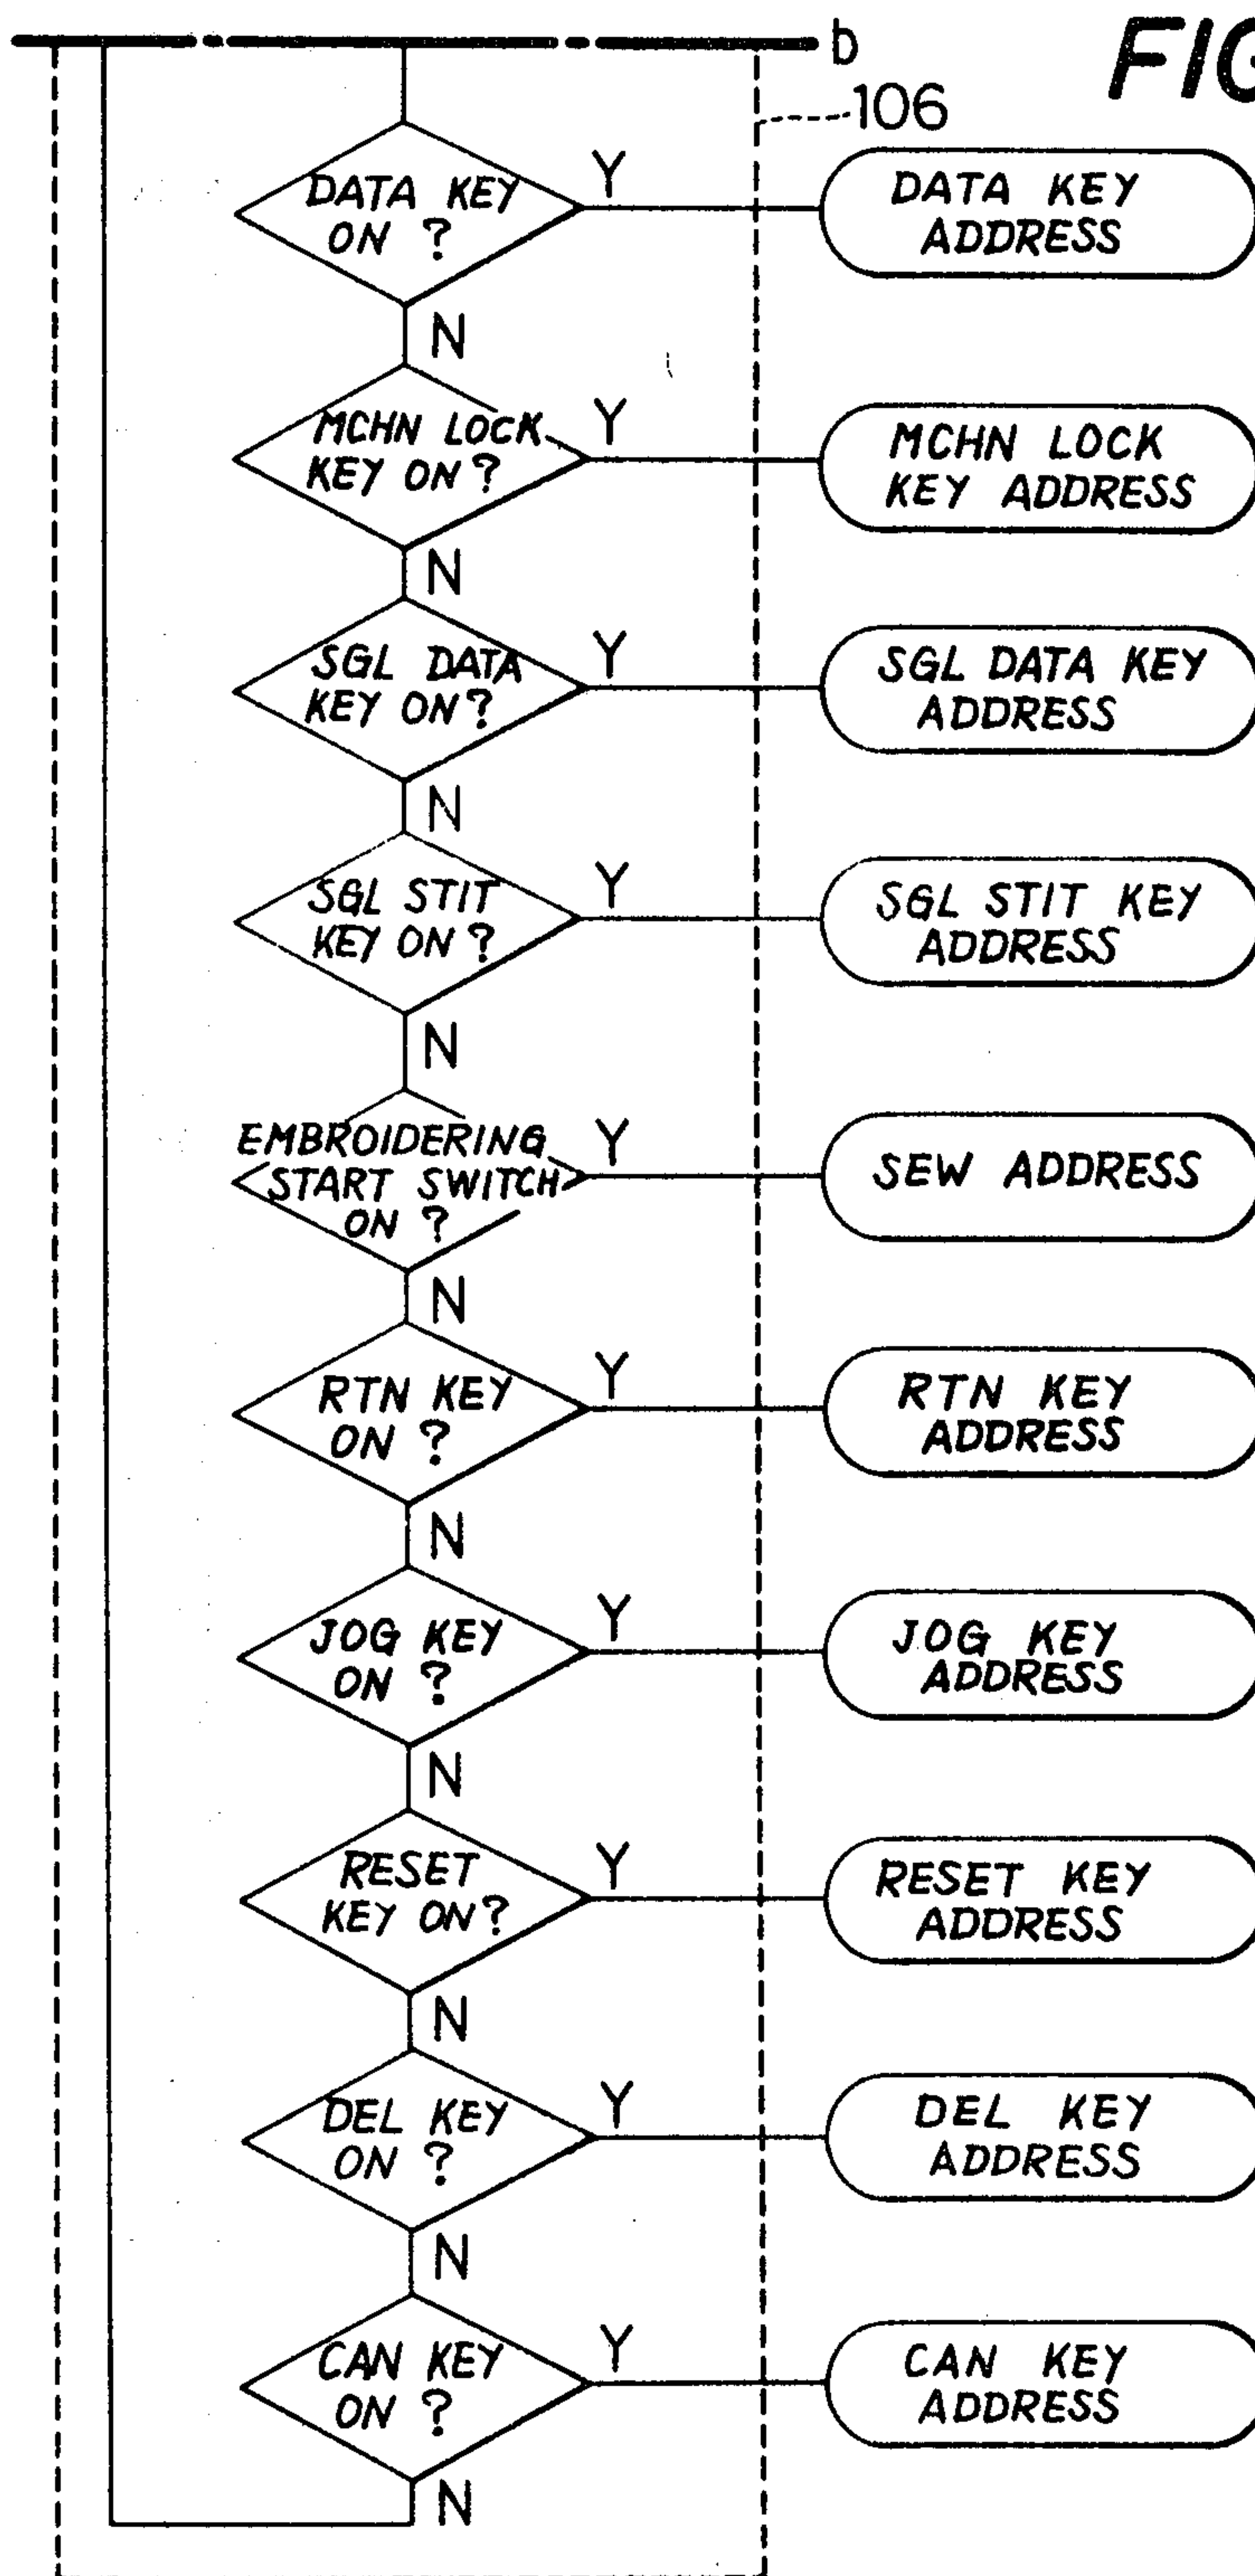 b
FIG
106
DATA KEY
ON ?
Y
DATA KEY
ADDRESS
N
MCHN LOCK
KEY ON ?
Y
MCHN LOCK
KEY ADDRESS
N
SGL DATA
KEY ON ?
Y
SGL DATA KEY
ADDRESS
N
SGL STIT
KEY ON ?
Y
SGL STIT KEY
ADDRESS
N
EMBROIDERING
START SWITCH
ON ?
Y
SEW ADDRESS
N
RTN KEY
ON ?
Y
RTN KEY
ADDRESS
N
JOG KEY
ON ?
Y
JOG KEY
ADDRESS
N
RESET
KEY ON ?
Y
RESET KEY
ADDRESS
N
DEL KEY
ON ?
Y
DEL KEY
ADDRESS
N
CAN KEY
ON ?
Y
CAN KEY
ADDRESS
N